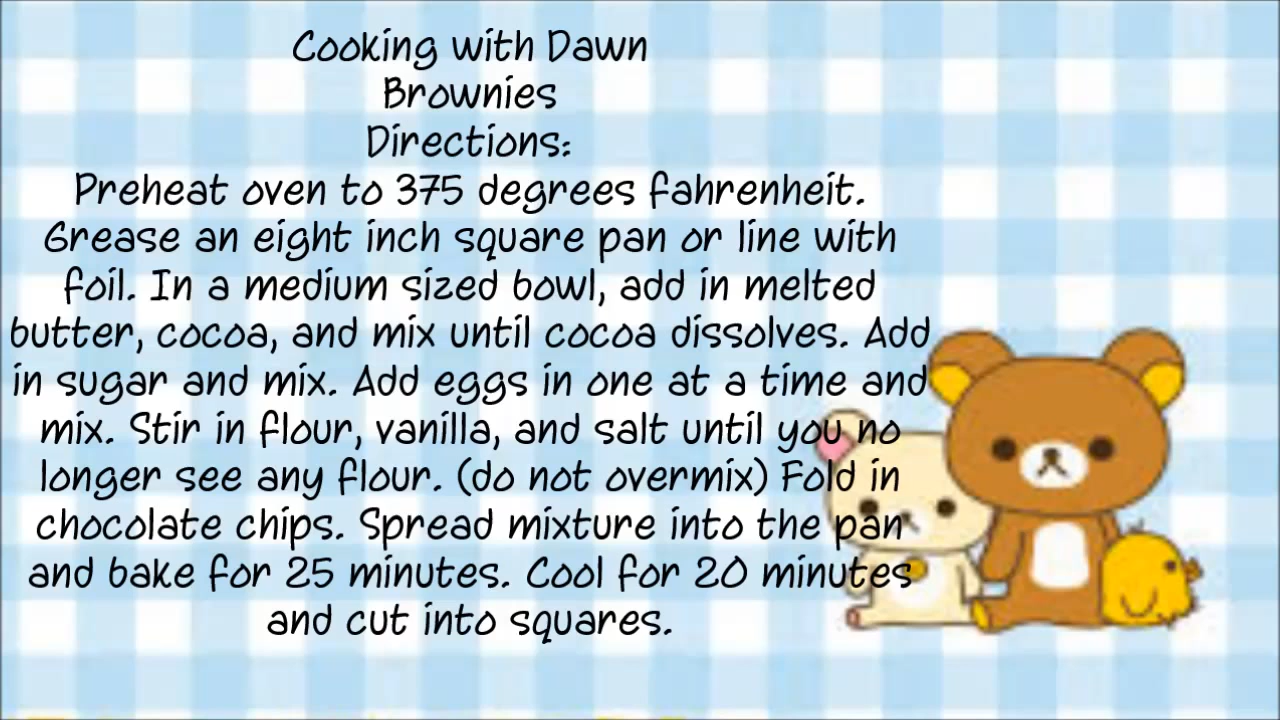 Cooking with Dawn
Brownies
Directions:
Preheat oven to 375 degrees fahrenheit.
Grease an eight inch square pan or line with
foil. In a medium sized bowl, add in melted
butter, cocoa, and mix until cocoa dissolves. Add
in sugar and mix. Add eggs in one at a time and
mix. Stir in flour, vanilla, and salt until you no
longer see any flour. (do not overmix) Fold in
chocolate chips. Spread mixture into the pan
and bake for 25 minutes. Cool for 20 minutes
and cut into squares.